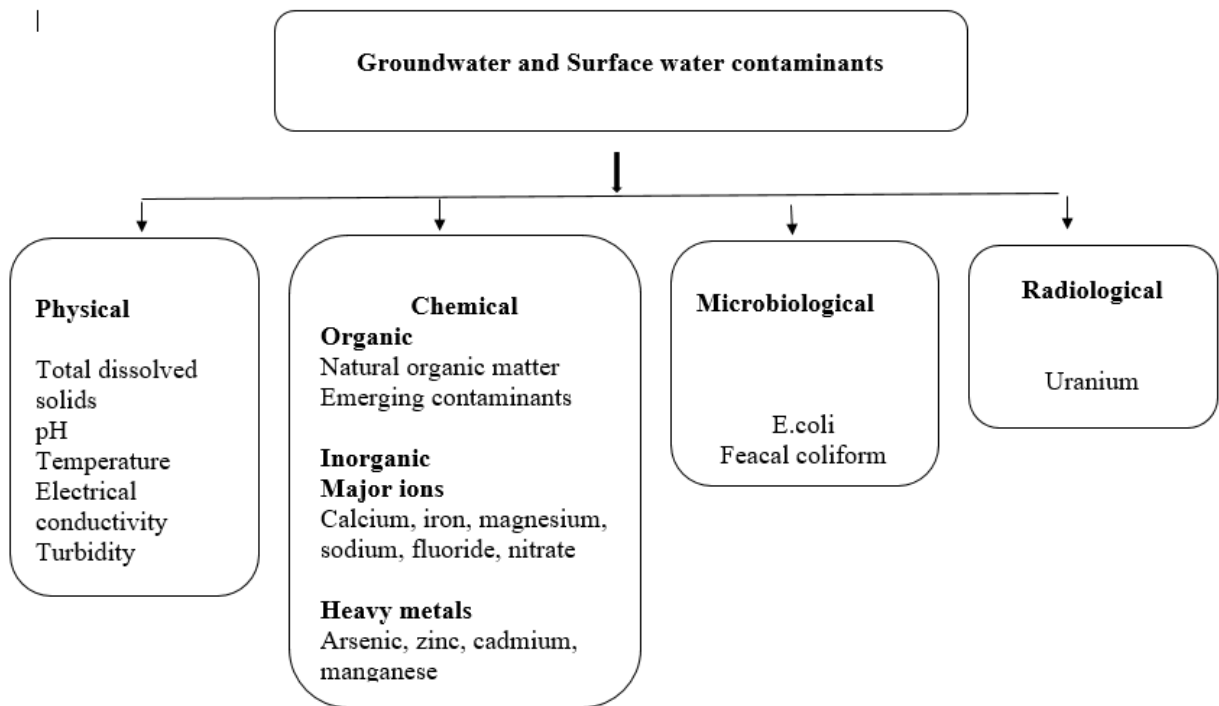 Groundwater and Surface water contaminants
Physical
Total dissolved
solids
pH
Temperature
Electrical
conductivity
Turbidity
Chemical
Organic
Natural organic matter
Emerging contaminants
Inorganic
Major ions
Calcium, iron, magnesium,
sodium, fluoride, nitrate
Heavy metals
Arsenic, zinc, cadmium,
manganese
Microbiological
E.coli
Feacal coliform
Radiological
Uranium